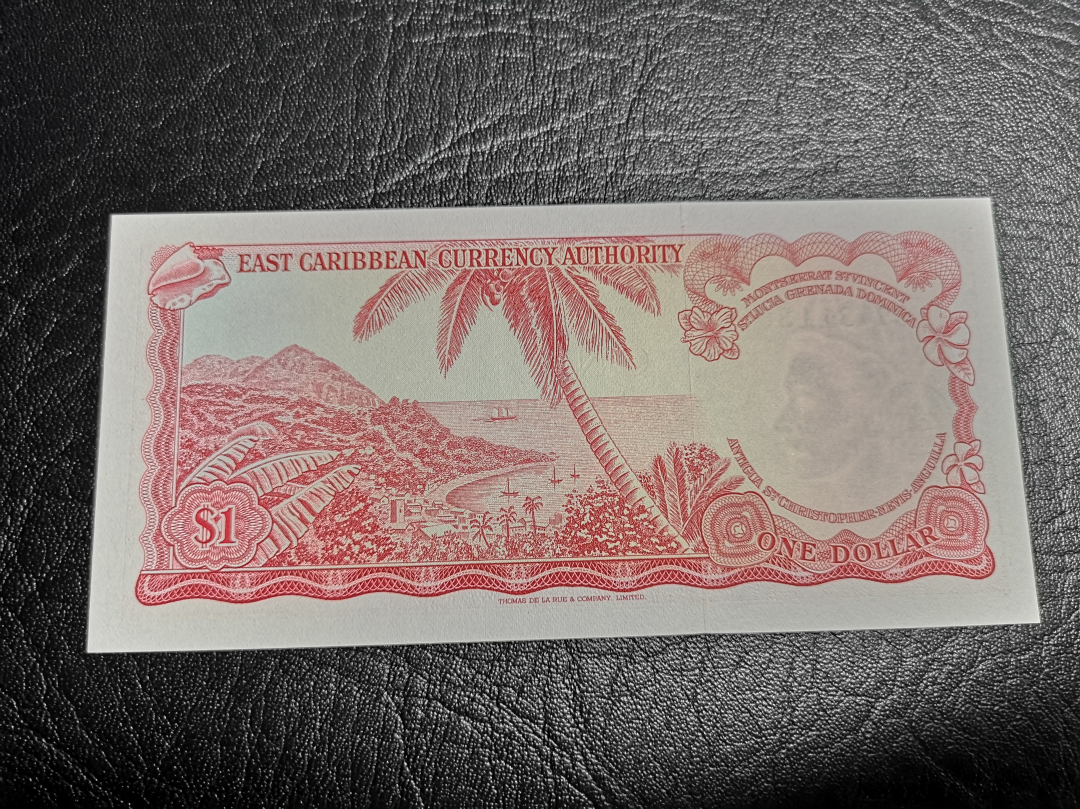 EAST CARIBBEAN CURRENCY AUTHORITY
MONTSERRAT ST VINCENT
ST LUCIA GRENADA DOMINICA
ANTIGUA ST CHRISTOPHER-NEVIS-ANGUILLA
$1
ONE DOLLAR
THOMAS DE LA RUE & COMPANY, LIMITED.